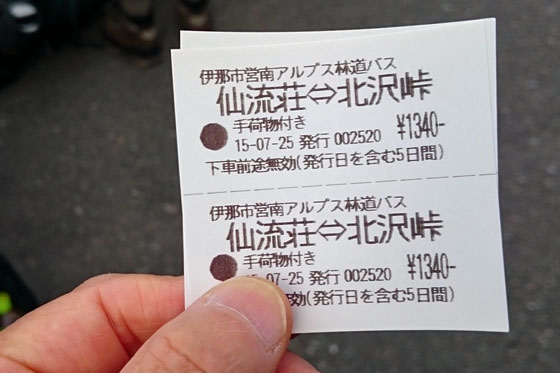 伊那市営南アルプス林道バス
仙流荘⇔北沢峠
手荷物付き ¥1340-
15-07-25 発行 002520
下車前途無効(発行日を含む5日間)
伊那市営南アルプス林道バス
仙流荘⇔北沢峠
手荷物付き ¥1340-
07-25 発行 002520
効(発行日を含む5日間)